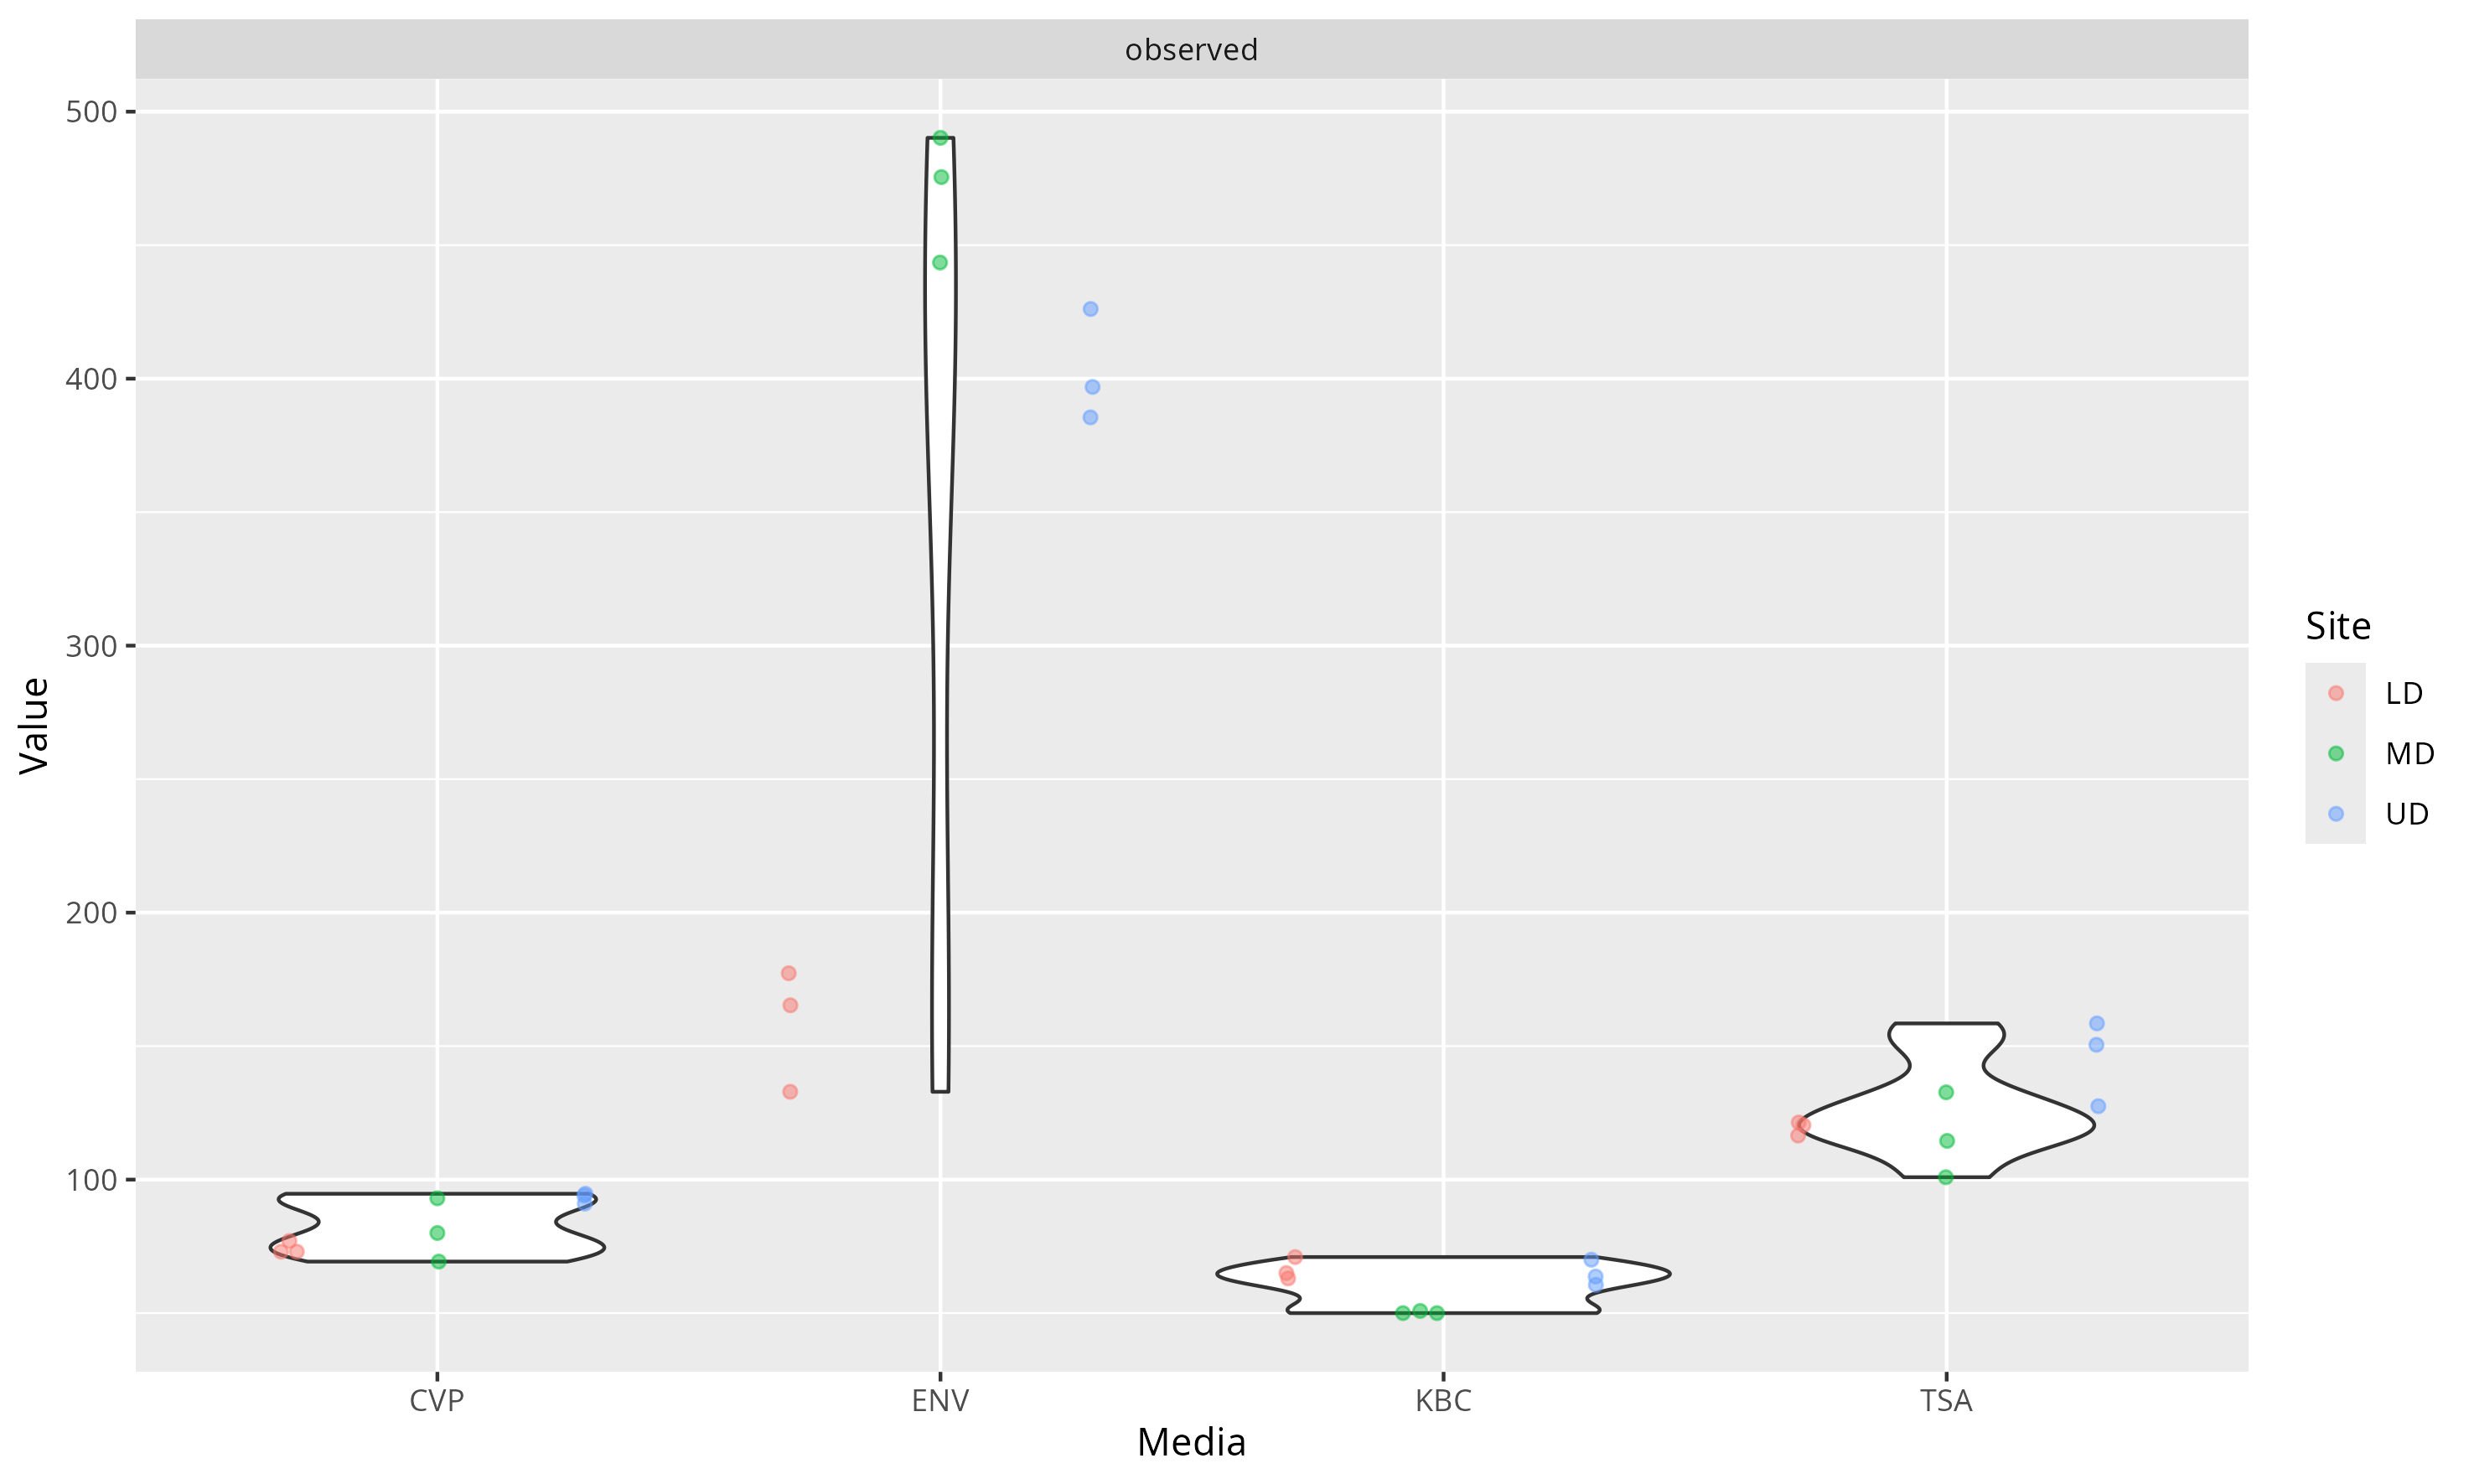 observed
500
400
300
200
100
Value
CVP ENV KBC TSA
Media
Site
LD
MD
UD